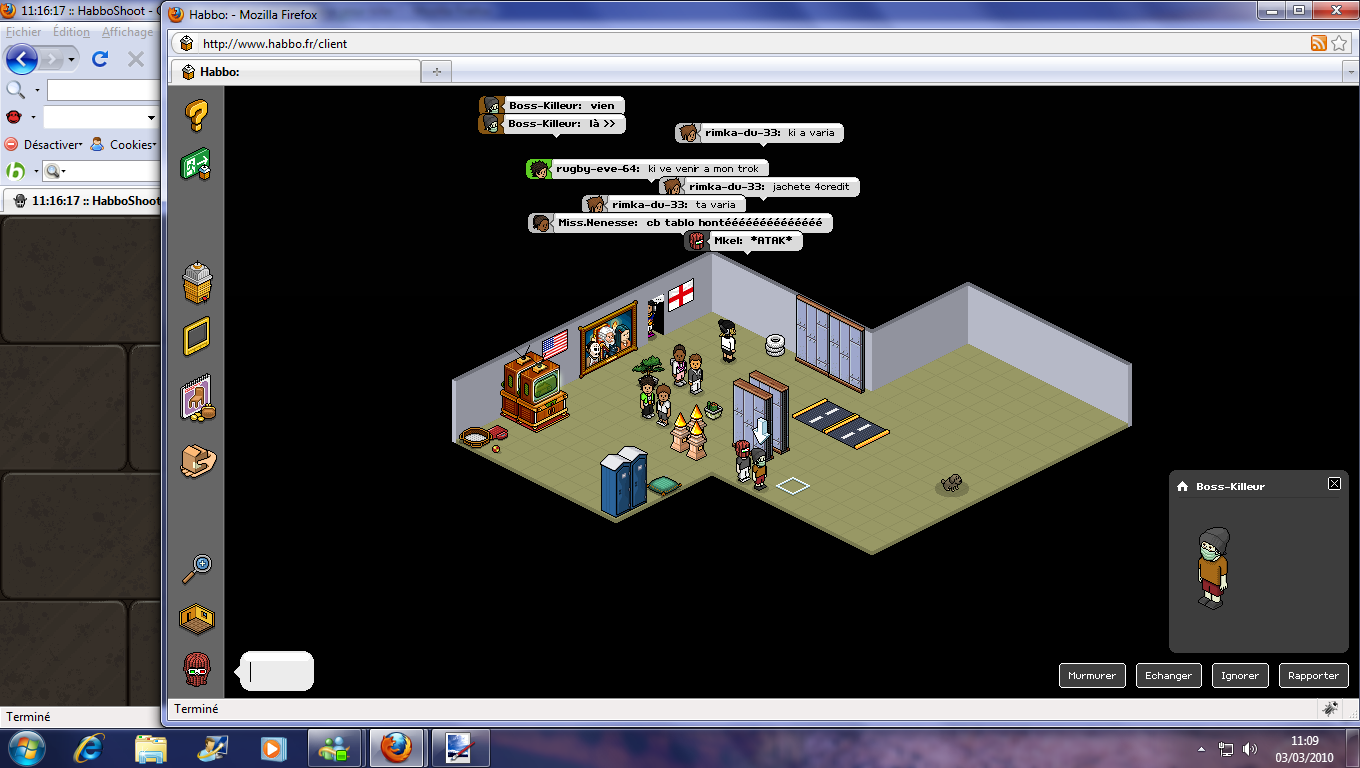 11:16:17 :: HabboShoot - C
Habbo: - Mozilla Firefox
Fichier Édition Affichage
http://www.habbo.fr/client
Habbo:
Désactiver
Cookies
11:16:17 :: HabboShoot
Boss-Killeur: vien
Boss-Killeur: là >>
rimka-du-33: ki a varia
rugby-eve-64: ki ve venir a mon trok
rimka-du-33: jachete 4credit
rimka-du-33: ta varia
Miss.Nenesse: cb tablo hontéééééééééééééé
Mkel: *ATAK*
Boss-Killeur
Murmurer
Echanger
Ignorer
Rapporter
Terminé
Terminé
11:09
03/03/2010